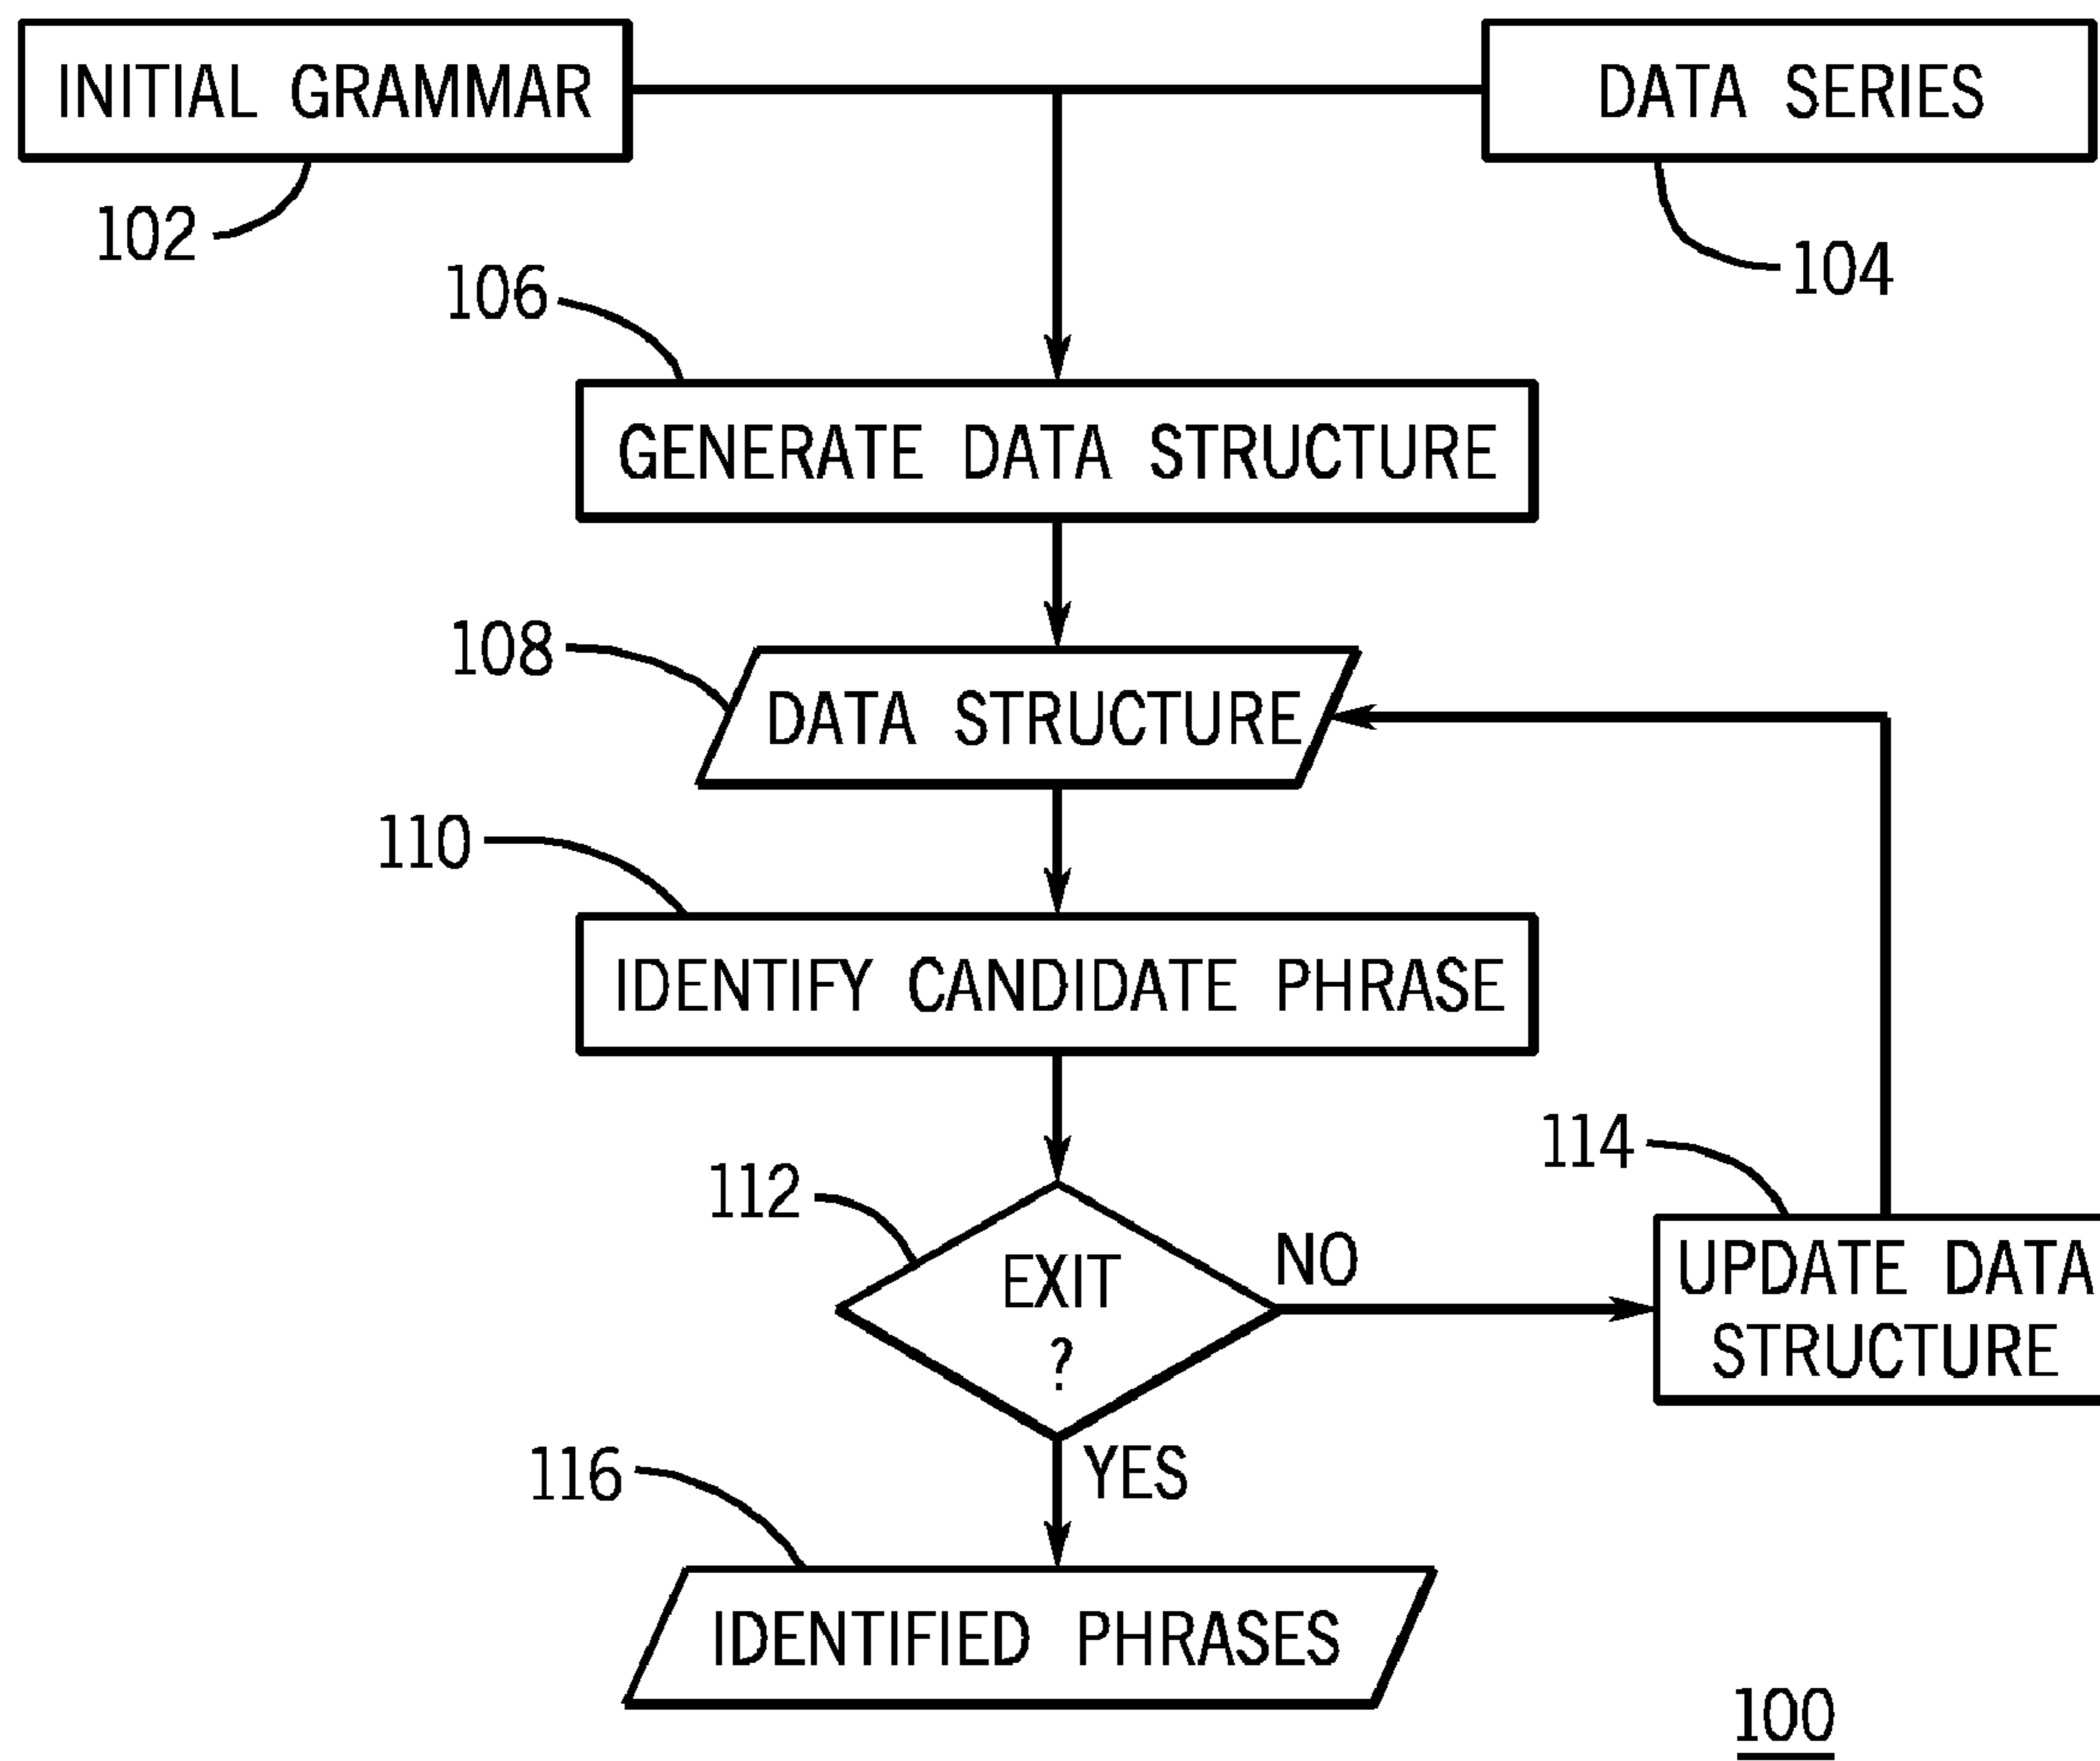 INITIAL GRAMMAR
DATA SERIES
102
104
106
GENERATE DATA STRUCTURE
108
DATA STRUCTURE
110
IDENTIFY CANDIDATE PHRASE
112
EXIT
?
NO
114
UPDATE DATA
STRUCTURE
YES
116
IDENTIFIED PHRASES
100